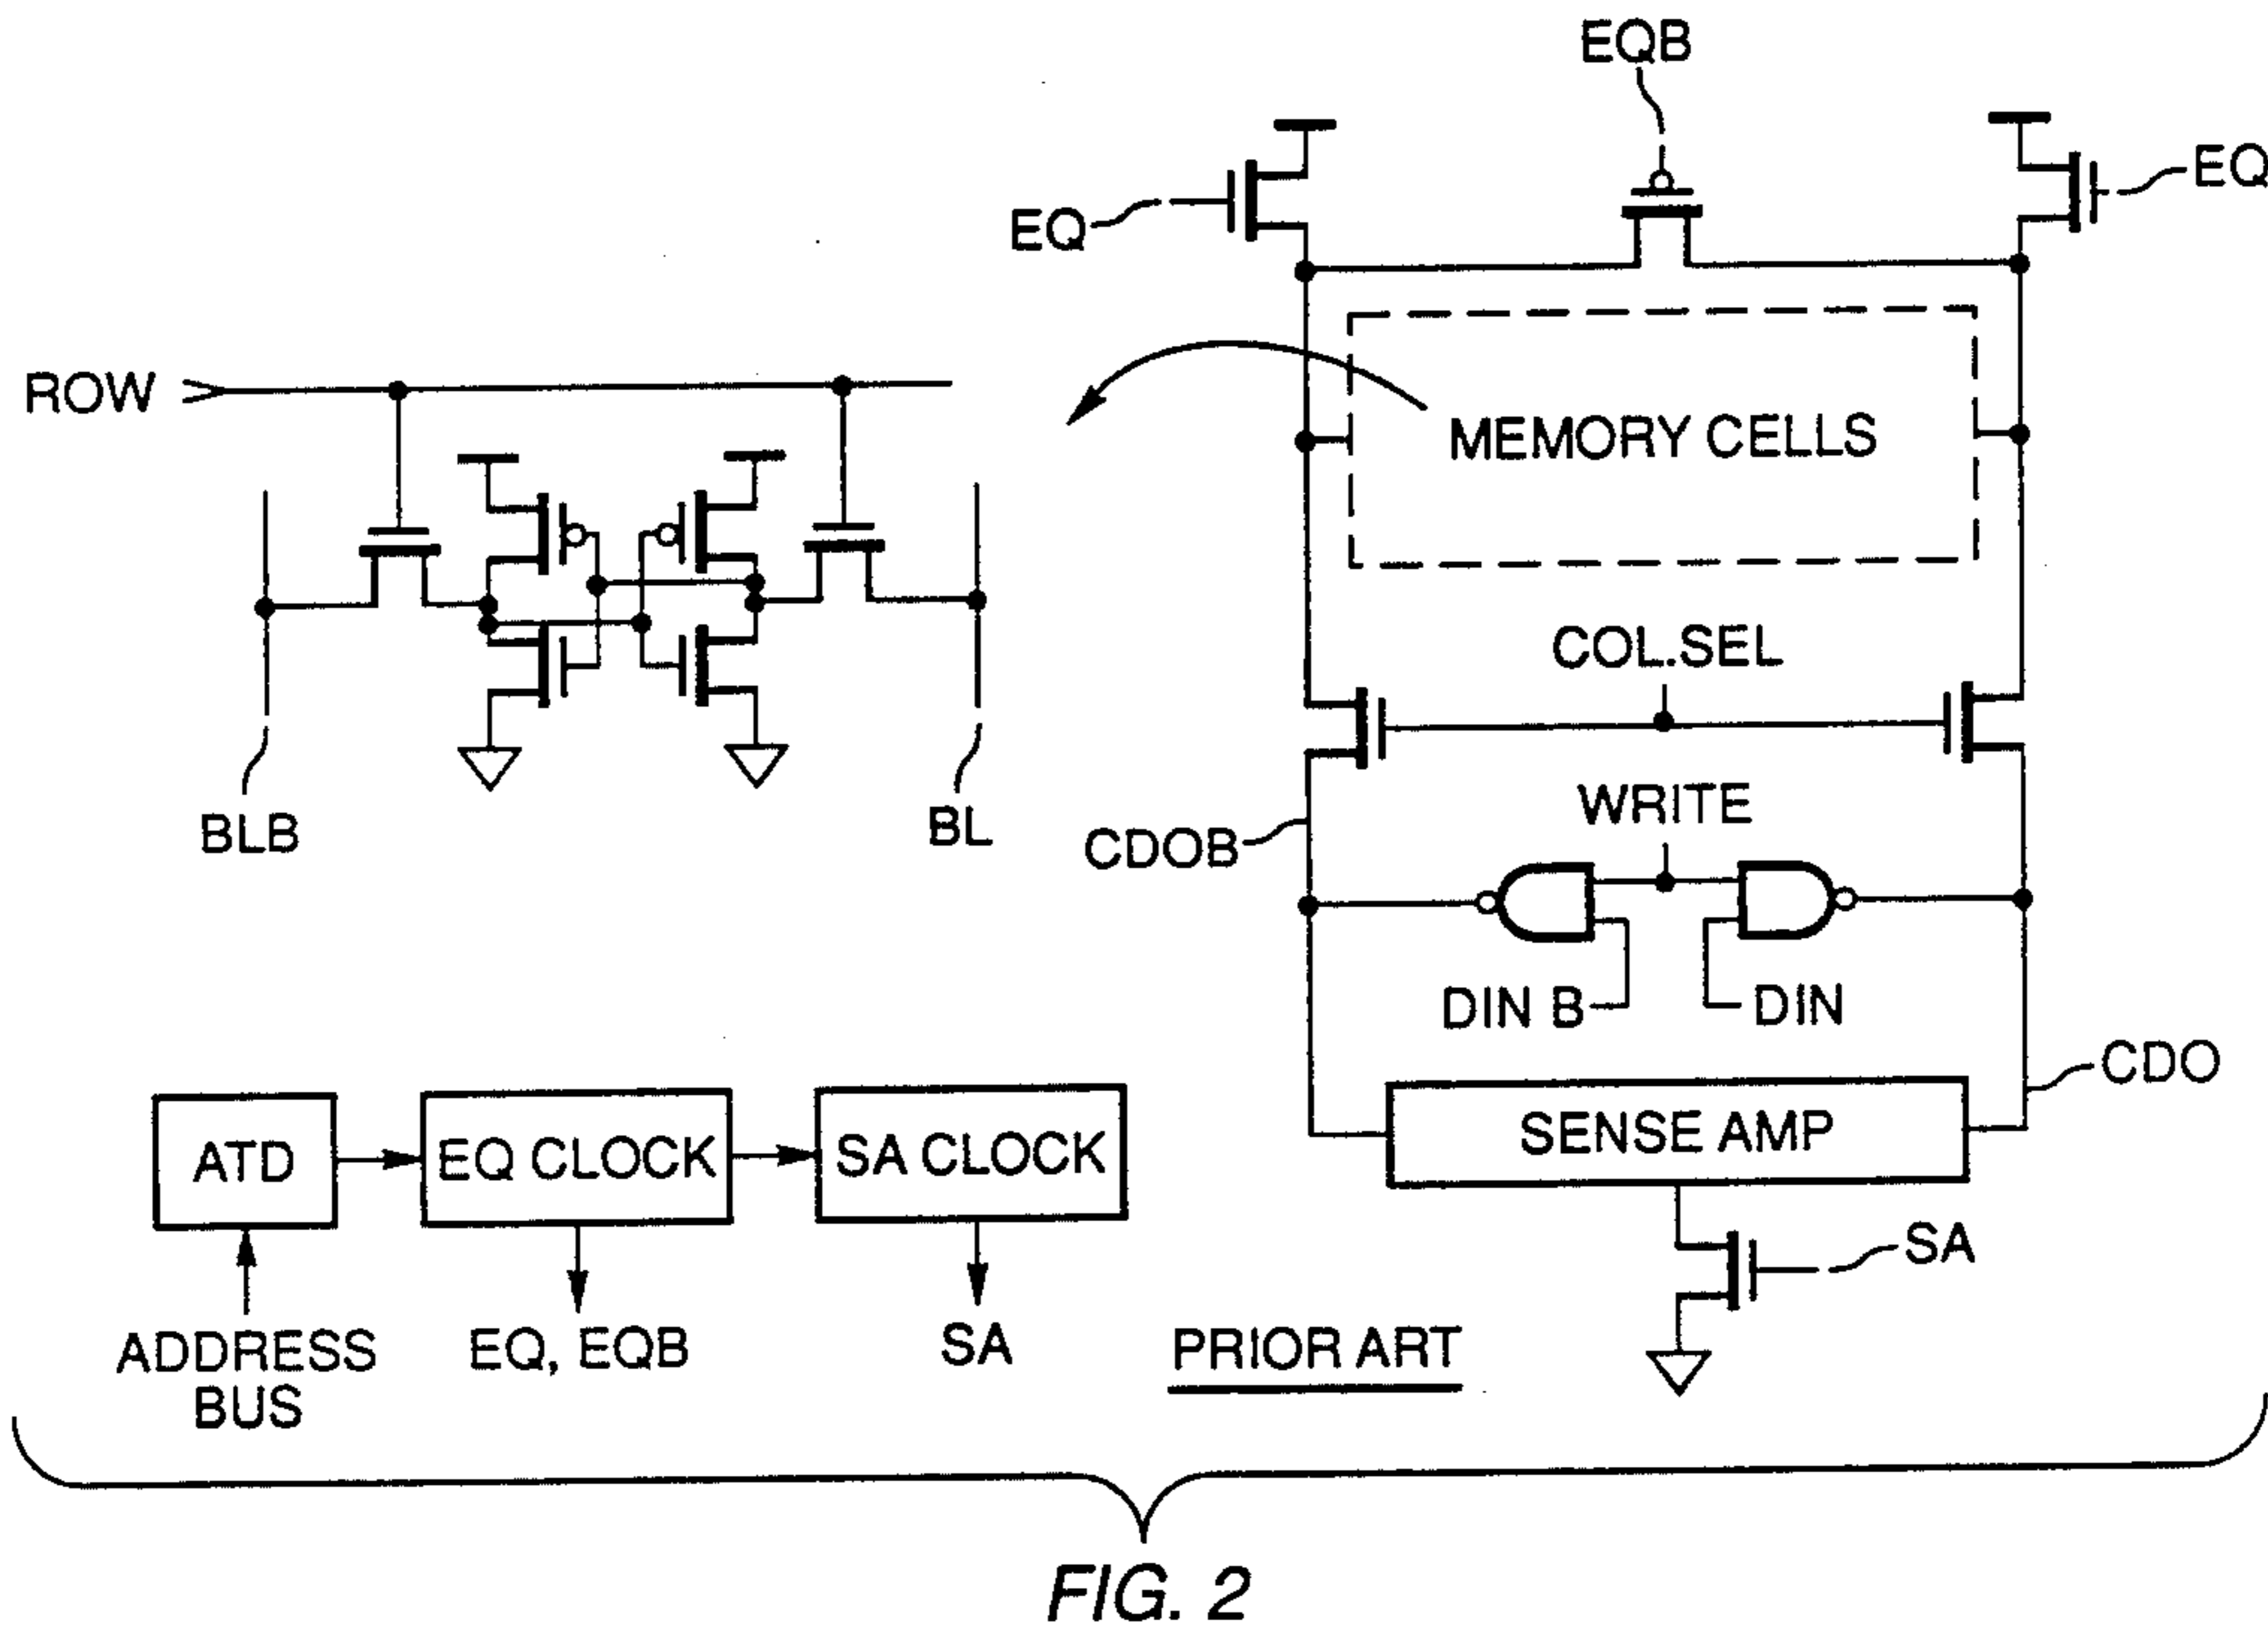 EQB
EQ
EQ
ROW
MEMORY CELLS
COL.SEL
WRITE
BLB
BL
CDOB
DIN B
DIN
CDO
ATD
EQ CLOCK
SA CLOCK
SENSE AMP
SA
ADDRESS
BUS
EQ, EQB
SA
PRIOR ART
FIG. 2